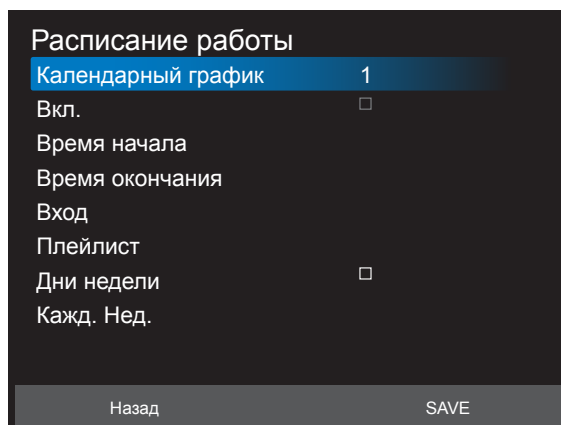 Расписание работы
Календарный график 1
Вкл.
Время начала
Время окончания
Вход
Плейлист
Дни недели
Кажд. Нед.
Назад SAVE